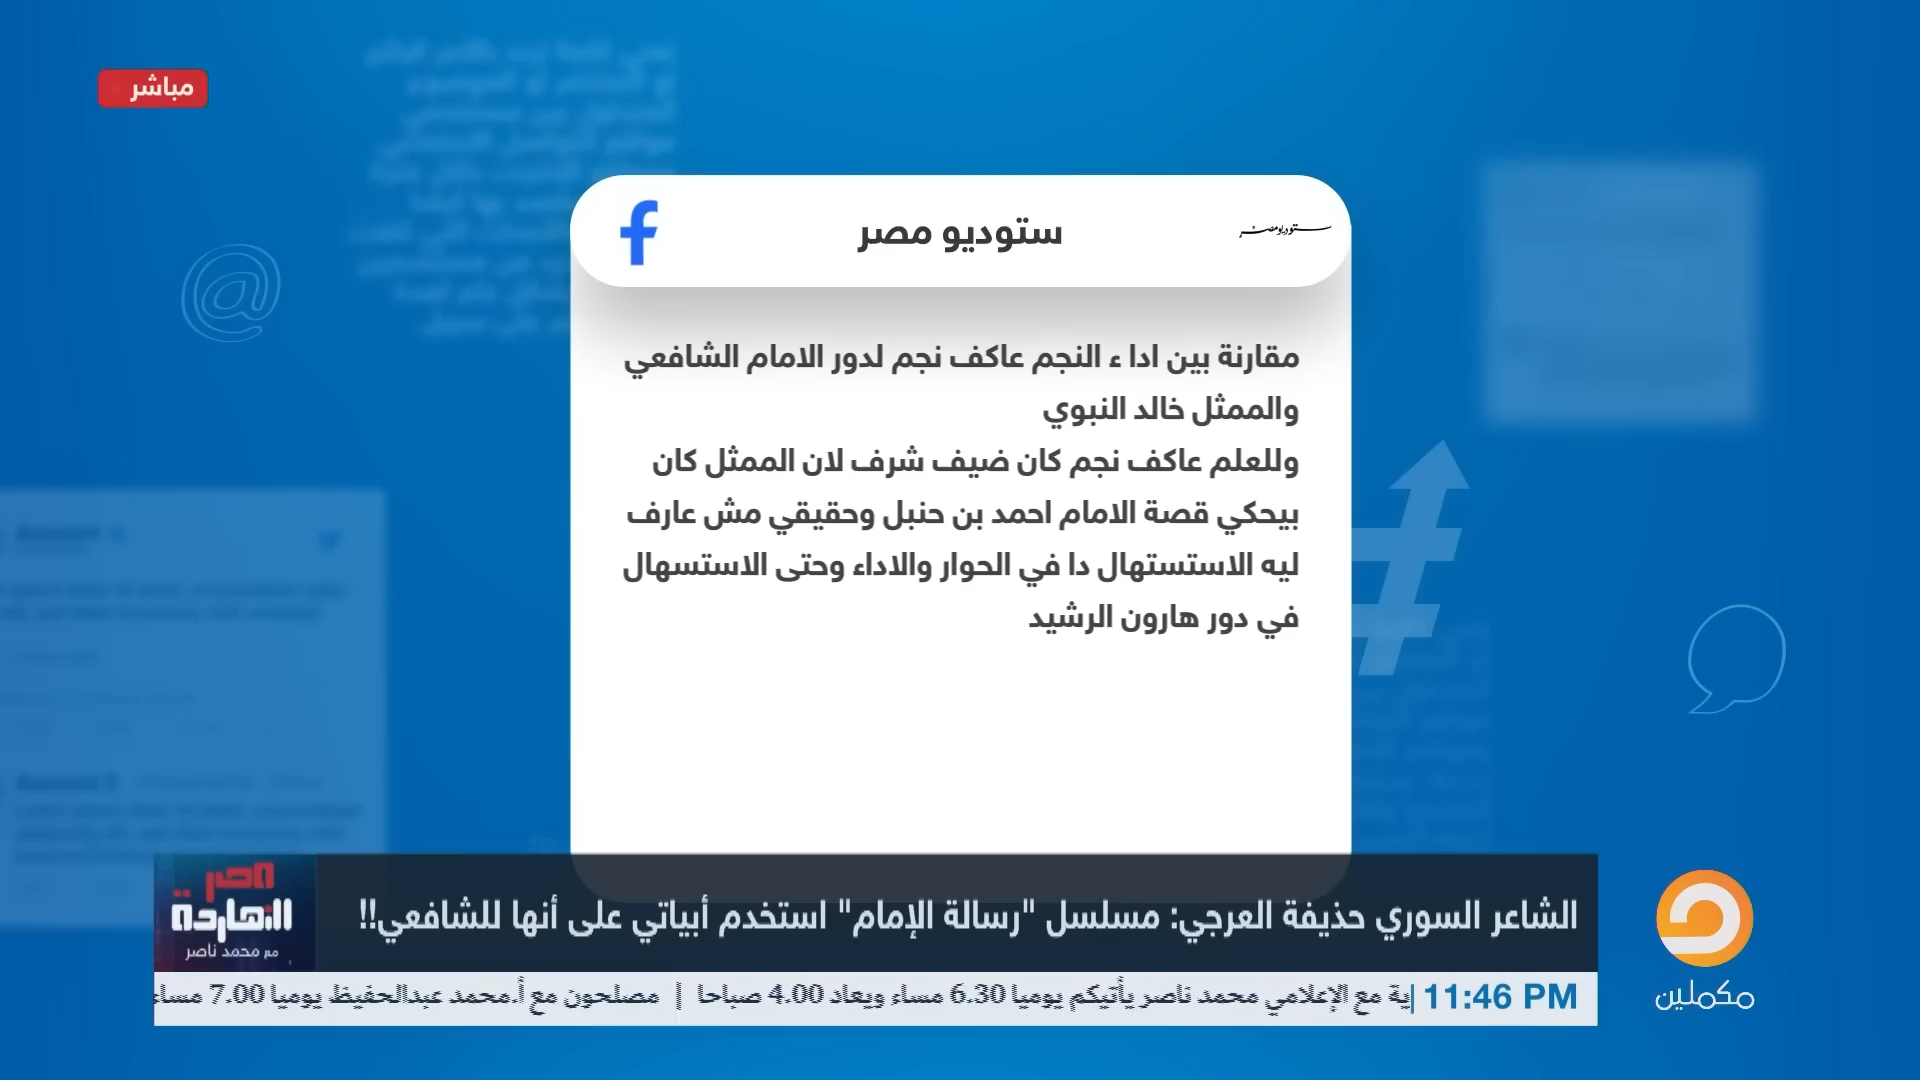 مباشر
ستوديو مصر
ستوديو مصر
مقارنة بين ادا ء النجم عاكف نجم لدور الامام الشافعي
والممثل خالد النبوي
وللعلم عاكف نجم كان ضيف شرف لان الممثل كان
بيحكي قصة الامام احمد بن حنبل وحقيقي مش عارف
ليه الاستستهال دا في الحوار والاداء وحتى الاستسهال
في دور هارون الرشيد
الشاعر السوري حذيفة العرجي: مسلسل "رسالة الإمام" استخدم أبياتي على أنها للشافعي!!
مصر
النهاردة
مع محمد ناصر
11:46 PM
ية مع الإعلامي محمد ناصر يأتيكم يوميا 6.30 مساء ويعاد 4.00 صباحا | مصلحون مع أ.محمد عبدالحفيظ يوميا 7.00 مساء
مكملين